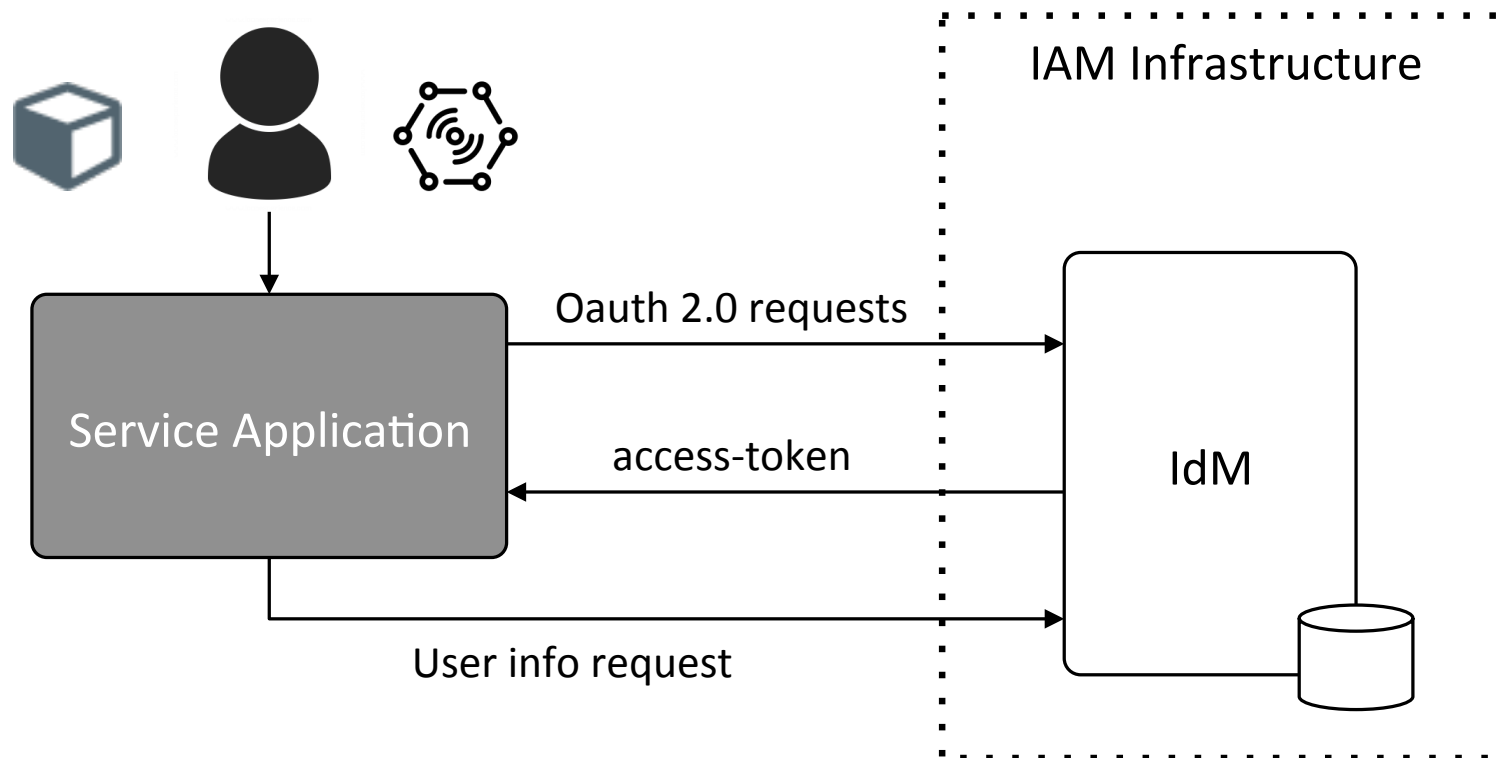 IAM Infrastructure
Oauth 2.0 requests
Service Application
access-token
IdM
User info request